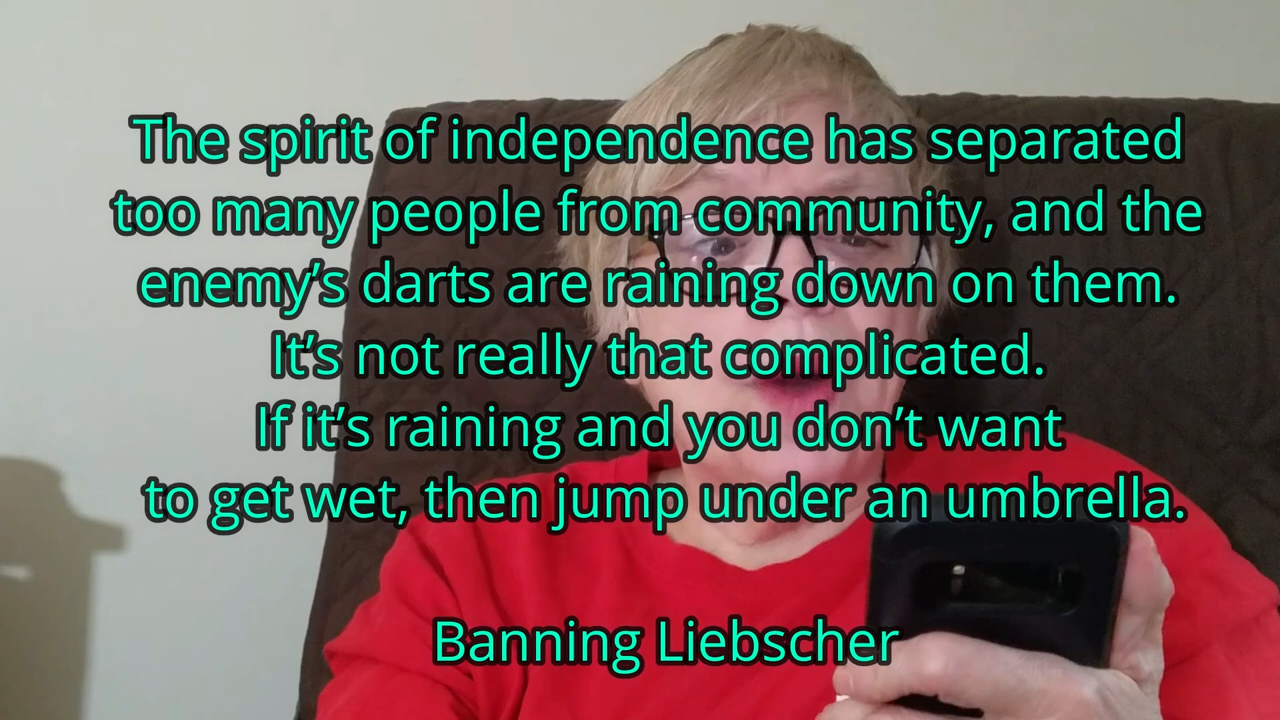 The spirit of independence has separated
too many people from community, and the
enemy’s darts are raining down on them.
It’s not really that complicated.
If it’s raining and you don’t want
to get wet, then jump under an umbrella.
Banning Liebscher